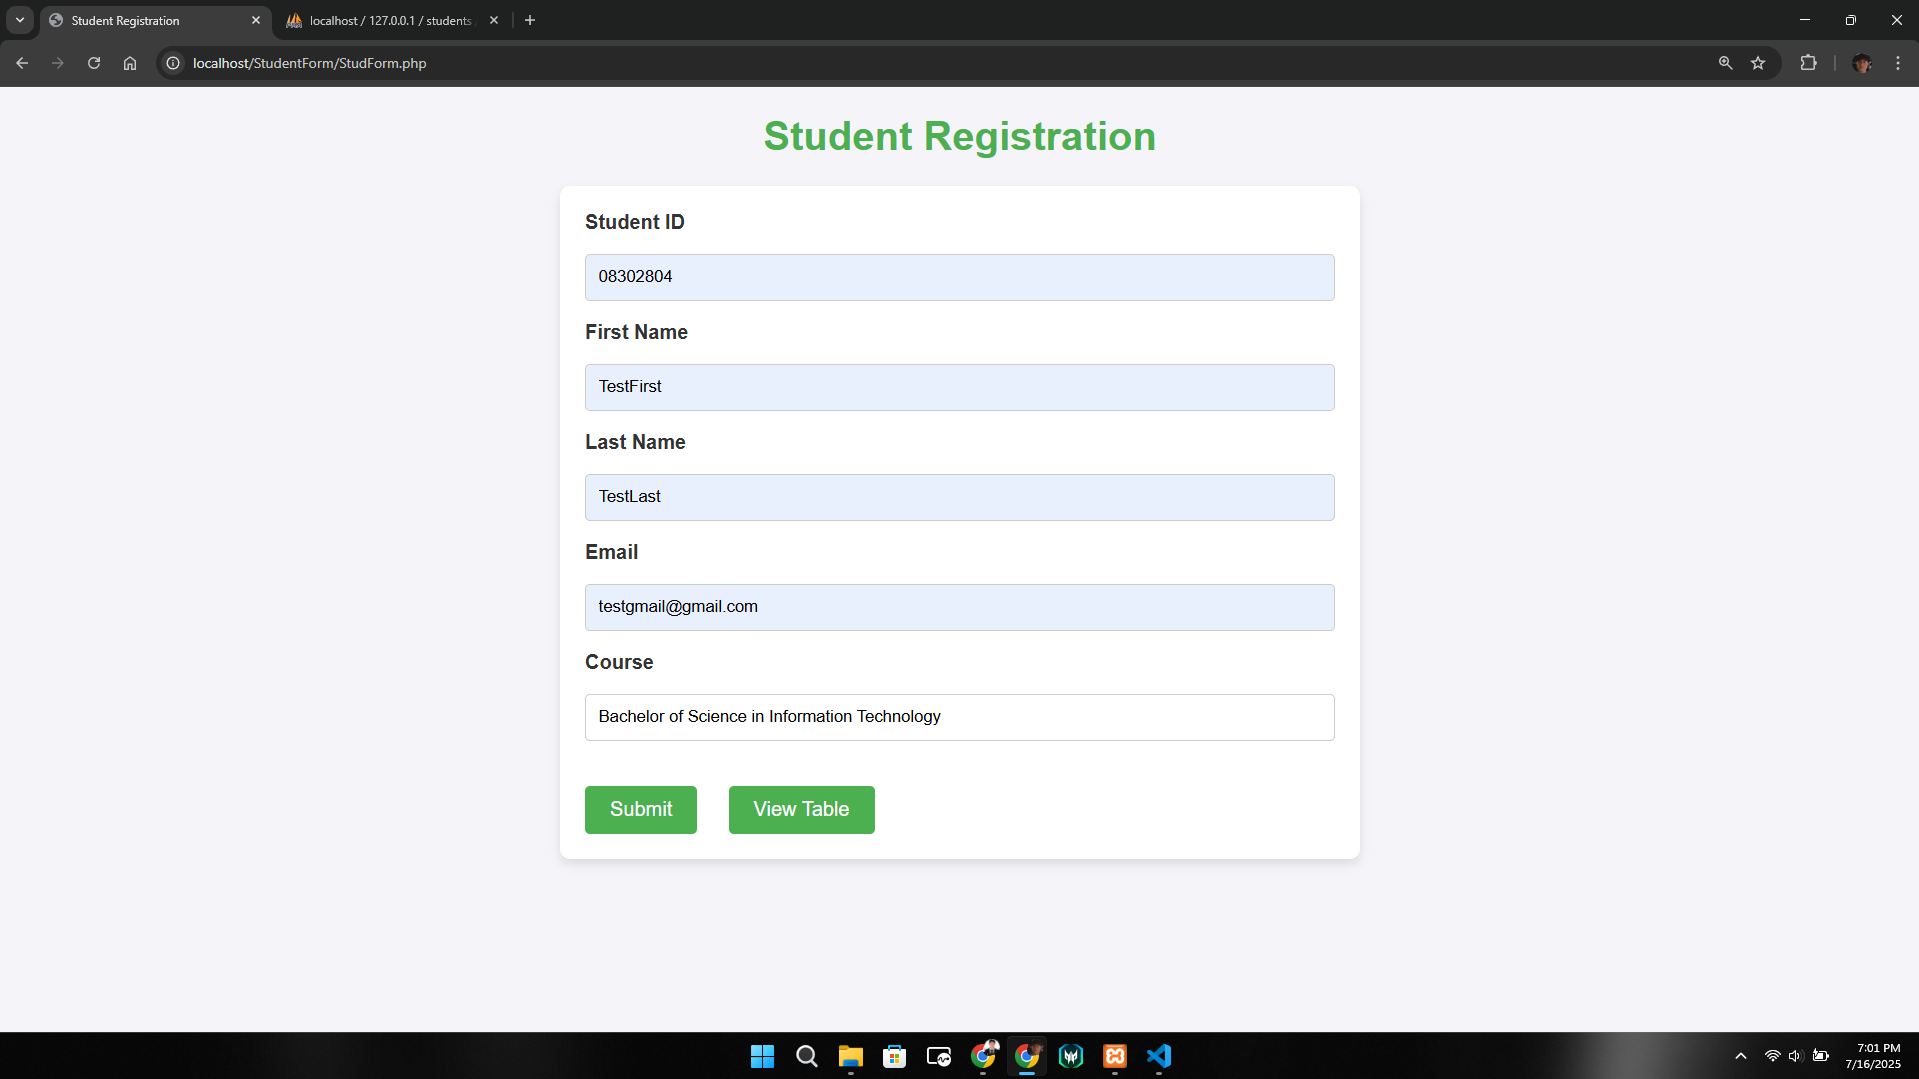 Student Registration
localhost / 127.0.0.1 / students
localhost/StudentForm/StudForm.php
Student Registration
Student ID
08302804
First Name
TestFirst
Last Name
TestLast
Email
testgmail@gmail.com
Course
Bachelor of Science in Information Technology
Submit
View Table
7:01 PM
7/16/2025